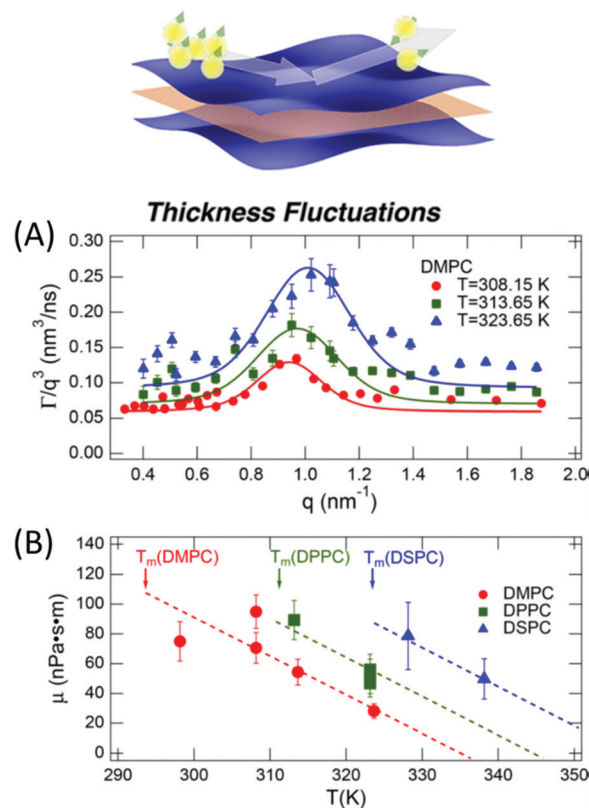 Thickness Fluctuations
(A)
Γ/q³ (nm³/ns)
0.30
0.25
0.20
0.15
0.10
0.05
0.00
DMPC
T=308.15 K
T=313.65 K
T=323.65 K
0.4 0.6 0.8 1.0 1.2 1.4 1.6 1.8 2.0
q (nm⁻¹)
(B)
μ (nPa•s•m)
140
120
100
80
60
40
20
0
Tm(DMPC) Tm(DPPC) Tm(DSPC)
DMPC
DPPC
DSPC
290 300 310 320 330 340 350
T(K)